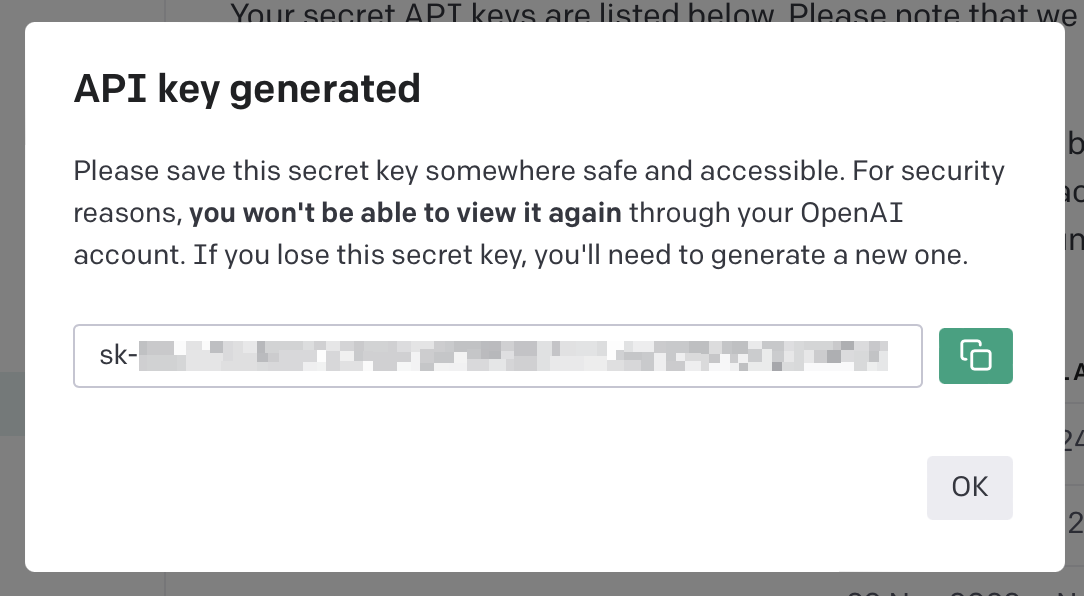 Your secret API keys are listed below. Please note that we
API key generated
Please save this secret key somewhere safe and accessible. For security
reasons, you won't be able to view it again through your OpenAI
account. If you lose this secret key, you'll need to generate a new one.
sk-
OK